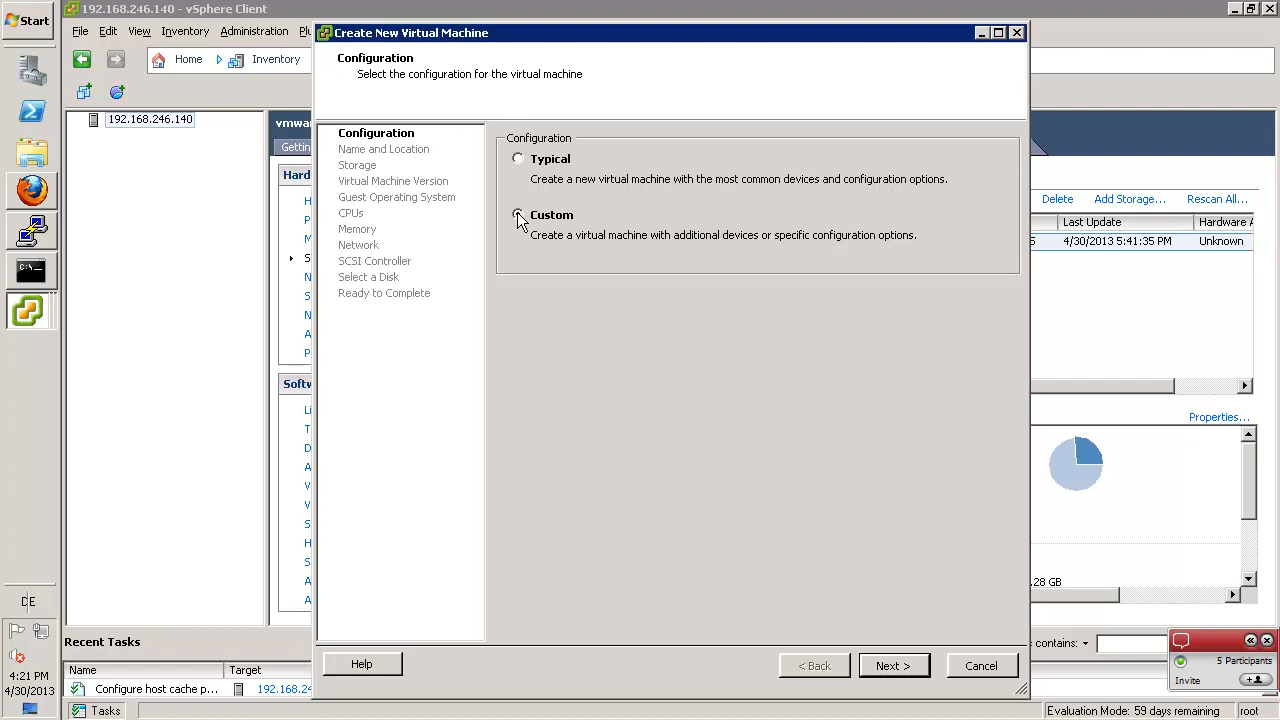 Start
192.168.246.140 - vSphere Client
File Edit View Inventory Administration
Home Inventory
192.168.246.140
Create New Virtual Machine
Configuration
Select the configuration for the virtual machine
Configuration
Name and Location
Storage
Virtual Machine Version
Guest Operating System
CPUs
Memory
Network
SCSI Controller
Select a Disk
Ready to Complete
Configuration
Typical
Create a new virtual machine with the most common devices and configuration options.
Custom
Create a virtual machine with additional devices or specific configuration options.
Help
< Back Next > Cancel
Delete Add Storage... Rescan All...
Last Update Hardware A
4/30/2013 5:41:35 PM Unknown
Properties...
.28 GB
contains:
5 Participants
Invite
DE
4:21 PM
4/30/2013
Recent Tasks
Name Target
Configure host cache p... 192.168.24
Tasks
Evaluation Mode: 59 days remaining root